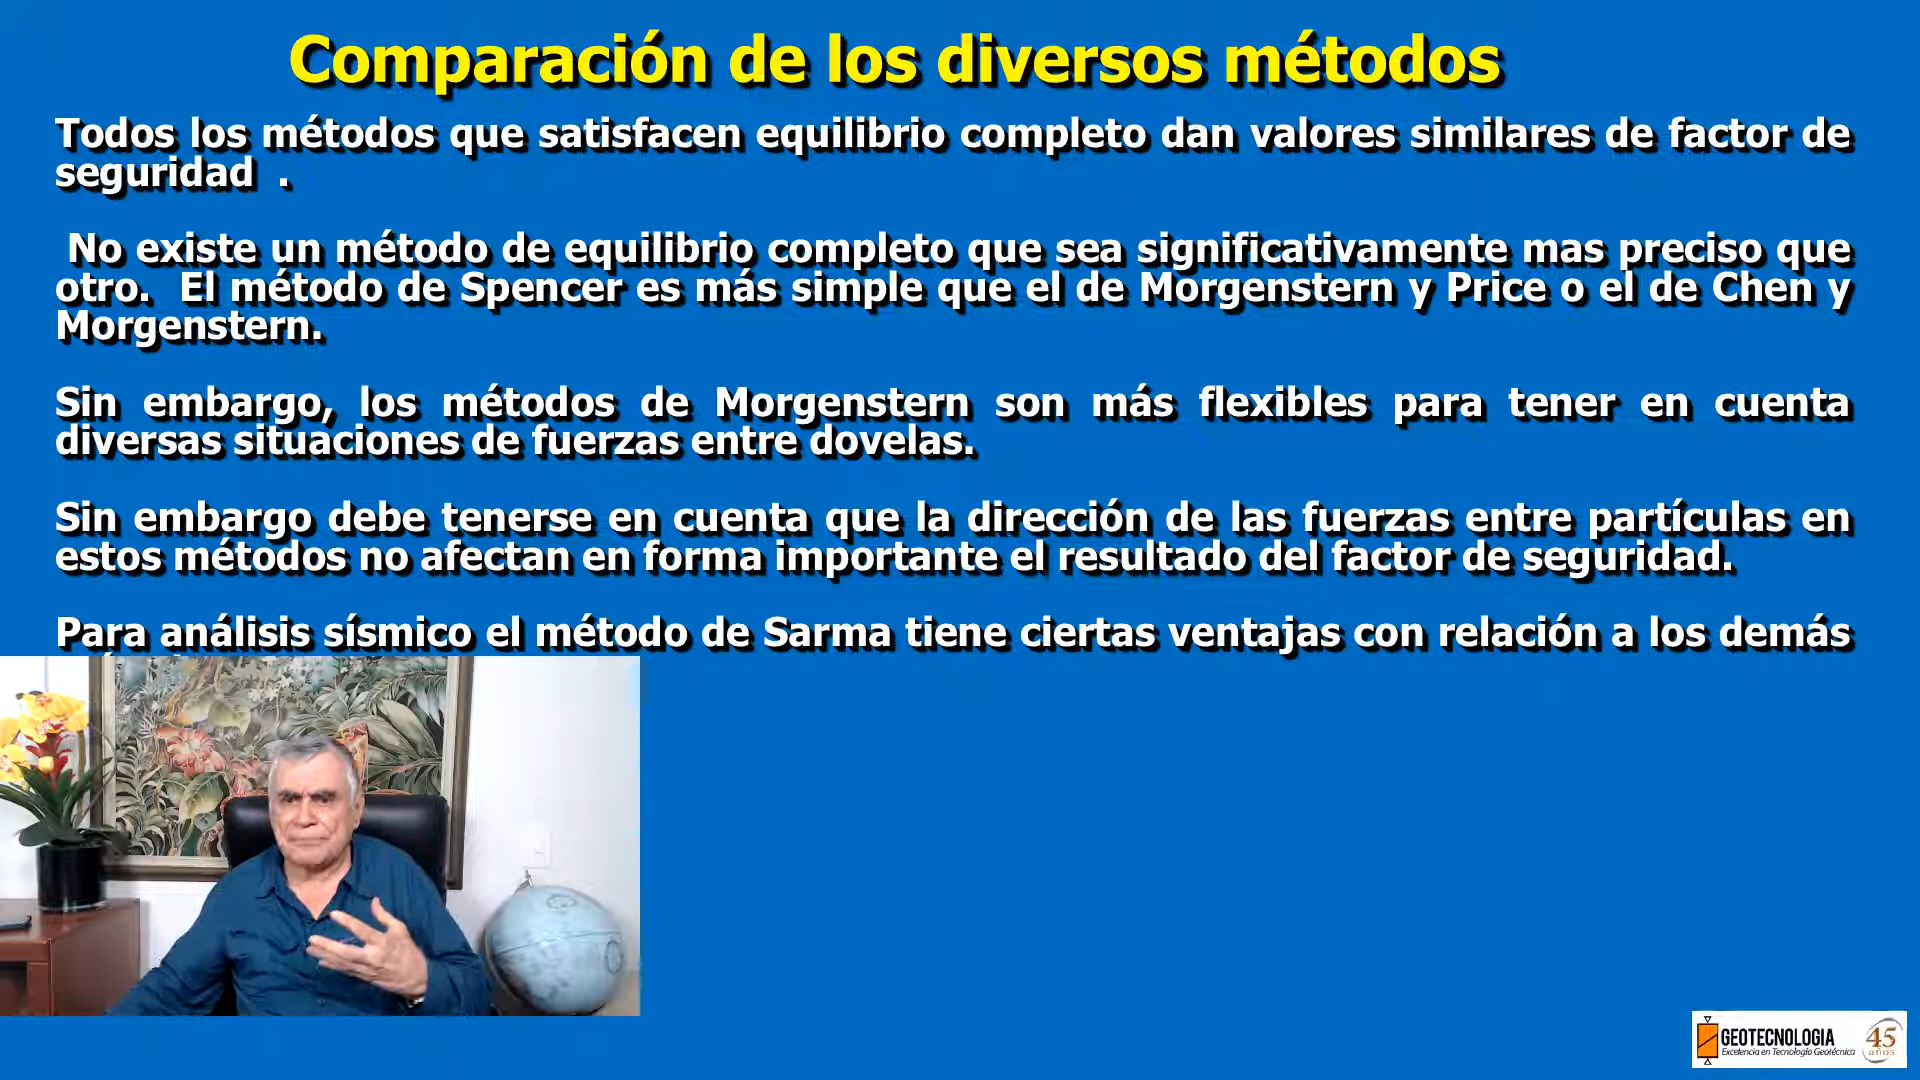 Comparación de los diversos métodos
Todos los métodos que satisfacen equilibrio completo dan valores similares de factor de
seguridad .
No existe un método de equilibrio completo que sea significativamente mas preciso que
otro. El método de Spencer es más simple que el de Morgenstern y Price o el de Chen y
Morgenstern.
Sin embargo, los métodos de Morgenstern son más flexibles para tener en cuenta
diversas situaciones de fuerzas entre dovelas.
Sin embargo debe tenerse en cuenta que la dirección de las fuerzas entre partículas en
estos métodos no afectan en forma importante el resultado del factor de seguridad.
Para análisis sísmico el método de Sarma tiene ciertas ventajas con relación a los demás
GEOTECNOLOGIA
Excelencia en Tecnología Geotécnica
45
años